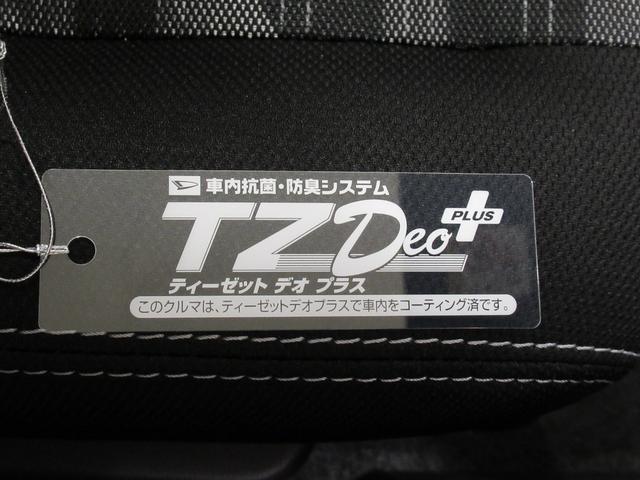 車内抗菌・防臭システム
TZ Deo PLUS
ティーゼット デオ プラス
このクルマは、ティーゼットデオプラスで車内をコーティング済です。